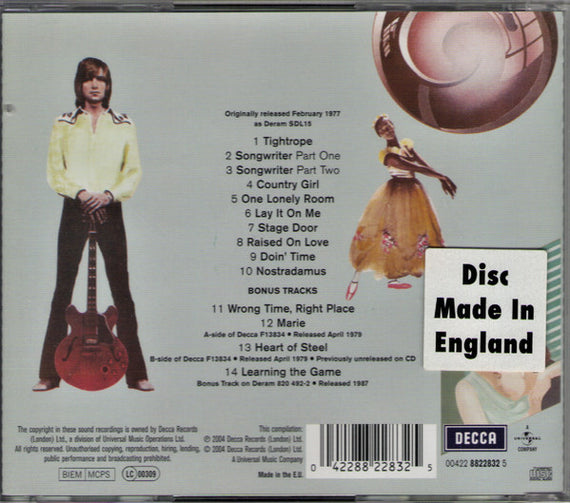 Originally released February 1977
as Deram SDL15
1 Tightrope
2 Songwriter Part One
3 Songwriter Part Two
4 Country Girl
5 One Lonely Room
6 Lay It On Me
7 Stage Door
8 Raised On Love
9 Doin' Time
10 Nostradamus
BONUS TRACKS
11 Wrong Time, Right Place
12 Marie
A-side of Decca F13834 • Released April 1979
13 Heart of Steel
B-side of Decca F13834 • Released April 1979 • Previously unreleased on CD
14 Learning the Game
Bonus Track on Deram 820 492-2 • Released 1987
Disc
Made In
England
The copyright in these sound recordings is owned by Decca Records
(London) Ltd., a division of Universal Music Operations Ltd.
All rights reserved. Unauthorised copying, reproduction, hiring, lending,
public performance and broadcasting prohibited.
BIEM MCPS LC 00309
This compilation:
℗ 2004 Decca Records
(London) Ltd.
© 2004 Decca Records
(London) Ltd.
A Universal Music Company
Made in the E.U.
0 42288 22832 5
DECCA
A
UNIVERSAL
COMPANY
00422 8822832 5